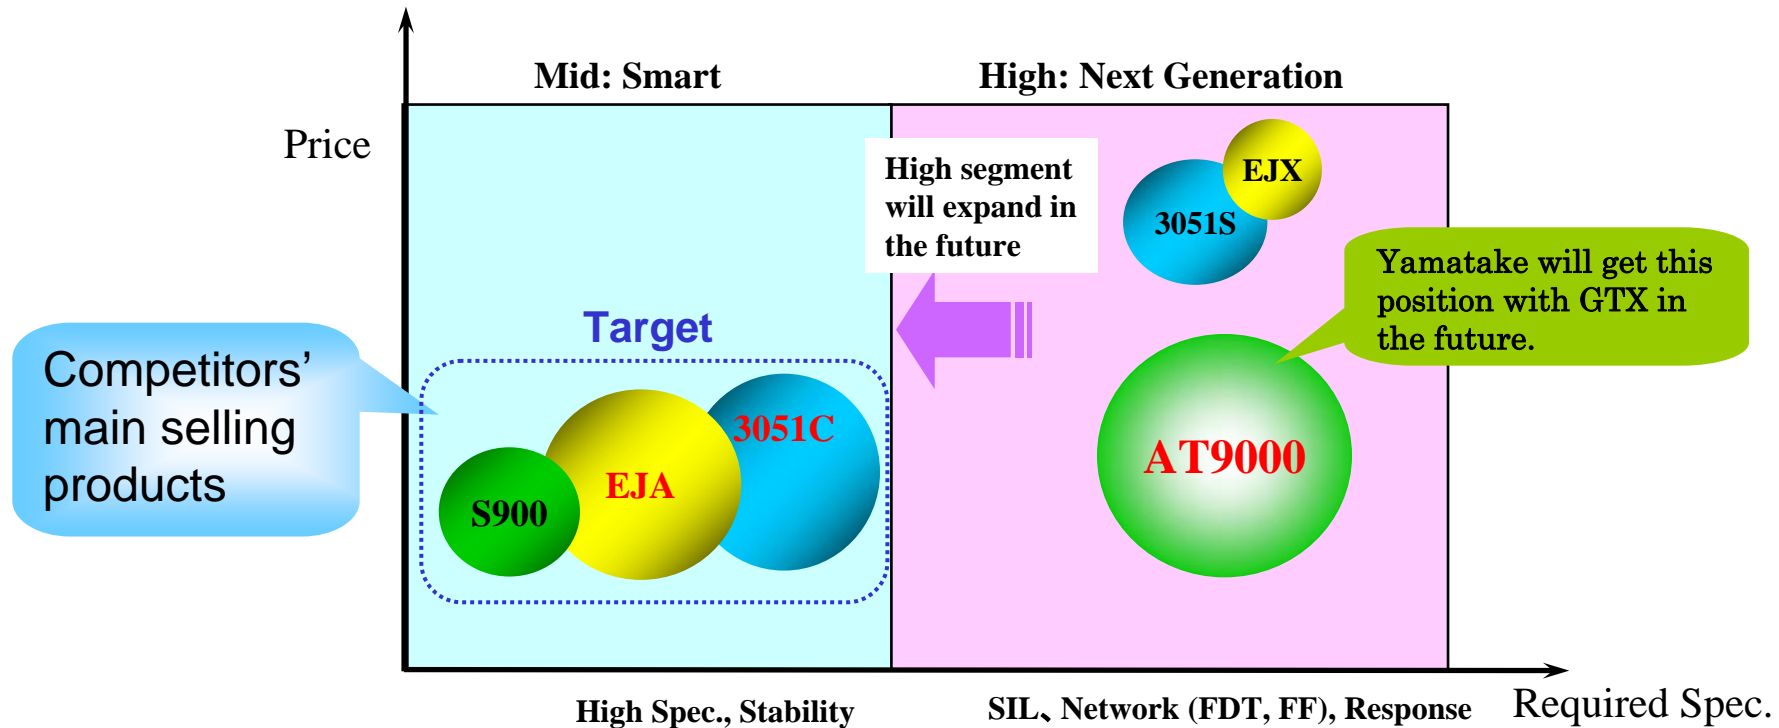 Mid: Smart
High: Next Generation
Price
High segment
will expand in
the future
EJX
3051S
Yamatake will get this
position with GTX in
the future.
Target
Competitors’
main selling
products
3051C
EJA
S900
AT9000
High Spec., Stability
SIL、Network (FDT, FF), Response
Required Spec.